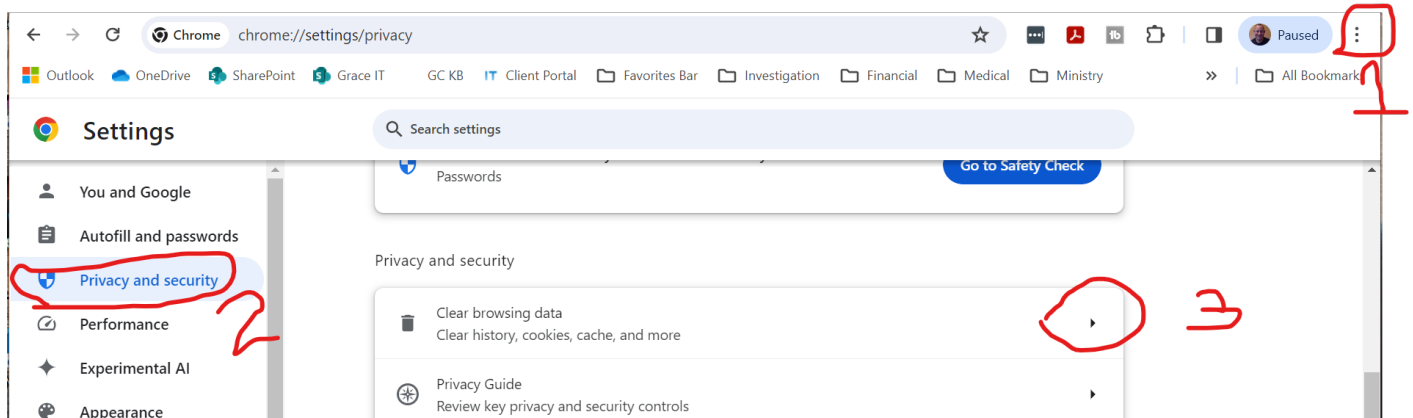 Chrome chrome://settings/privacy Paused
Outlook OneDrive SharePoint Grace IT GC KB IT Client Portal Favorites Bar Investigation Financial Medical Ministry » All Bookmark
1
Settings Search settings
You and Google
Autofill and passwords
Privacy and security
Performance
Experimental AI
Appearance
2
Passwords
Go to Safety Check
Privacy and security
Clear browsing data
Clear history, cookies, cache, and more
3
Privacy Guide
Review key privacy and security controls